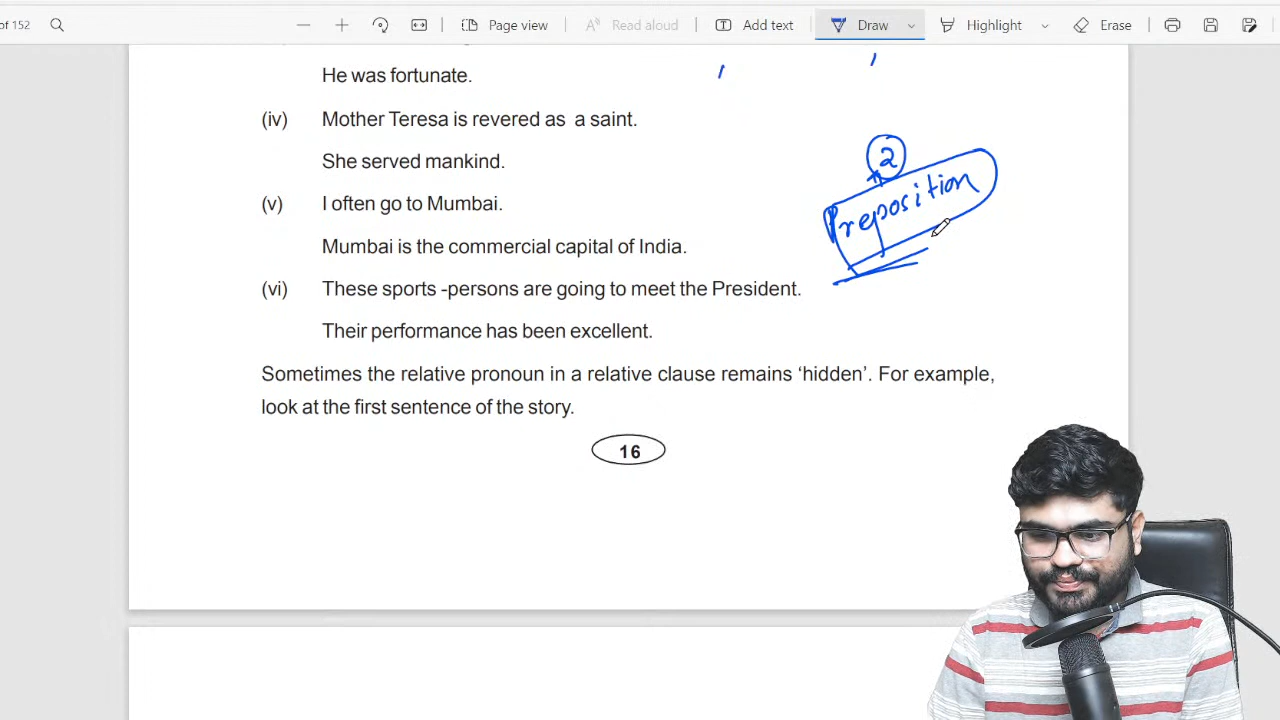 of 152
Page view
Read aloud
Add text
Draw
Highlight
Erase
He was fortunate.
(iv) Mother Teresa is revered as a saint.
She served mankind.
(v) I often go to Mumbai.
Mumbai is the commercial capital of India.
(vi) These sports -persons are going to meet the President.
Their performance has been excellent.
Sometimes the relative pronoun in a relative clause remains ‘hidden’. For example,
look at the first sentence of the story.
16
2
Preposition